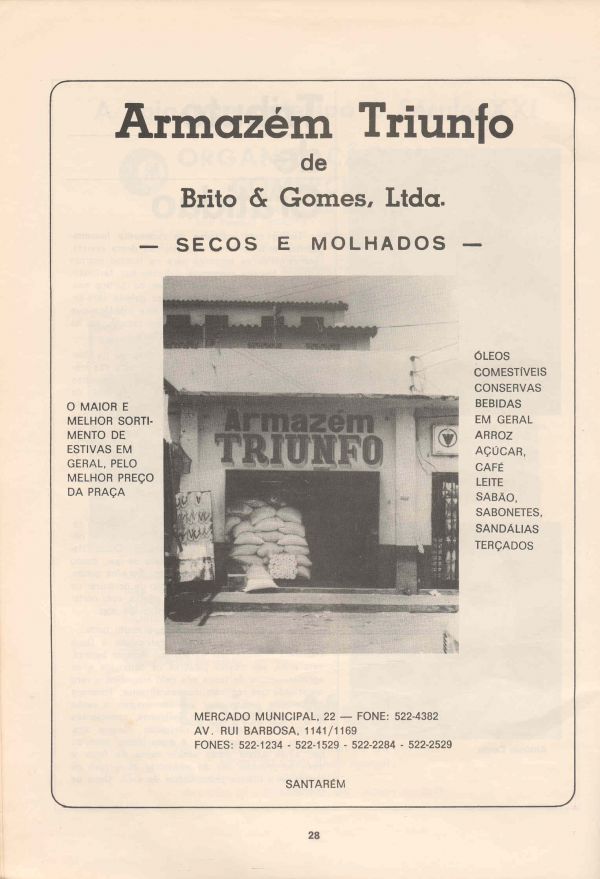 Armazém Triunfo
de
Brito & Gomes, Ltda.
— SECOS E MOLHADOS —
O MAIOR E
MELHOR SORTI-
MENTO DE
ESTIVAS EM
GERAL, PELO
MELHOR PREÇO
DA PRAÇA
Armazém
TRIUNFO
ÓLEOS
COMESTÍVEIS
CONSERVAS
BEBIDAS
EM GERAL
ARROZ
AÇÚCAR,
CAFÉ
LEITE
SABÃO,
SABONETES,
SANDÁLIAS
TERÇADOS
MERCADO MUNICIPAL, 22 — FONE: 522-4382
AV. RUI BARBOSA, 1141/1169
FONES: 522-1234 - 522-1529 - 522-2284 - 522-2529
SANTARÉM
28